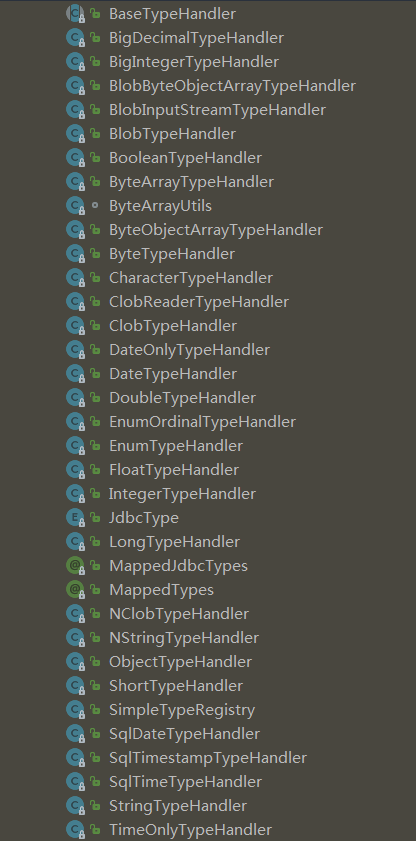 BaseTypeHandler
BigDecimalTypeHandler
BigIntegerTypeHandler
BlobByteObjectArrayTypeHandler
BlobInputStreamTypeHandler
BlobTypeHandler
BooleanTypeHandler
ByteArrayTypeHandler
ByteArrayUtils
ByteObjectArrayTypeHandler
ByteTypeHandler
CharacterTypeHandler
ClobReaderTypeHandler
ClobTypeHandler
DateOnlyTypeHandler
DateTypeHandler
DoubleTypeHandler
EnumOrdinalTypeHandler
EnumTypeHandler
FloatTypeHandler
IntegerTypeHandler
JdbcType
LongTypeHandler
MappedJdbcTypes
MappedTypes
NClobTypeHandler
NStringTypeHandler
ObjectTypeHandler
ShortTypeHandler
SimpleTypeRegistry
SqlDateTypeHandler
SqlTimestampTypeHandler
SqlTimeTypeHandler
StringTypeHandler
TimeOnlyTypeHandler